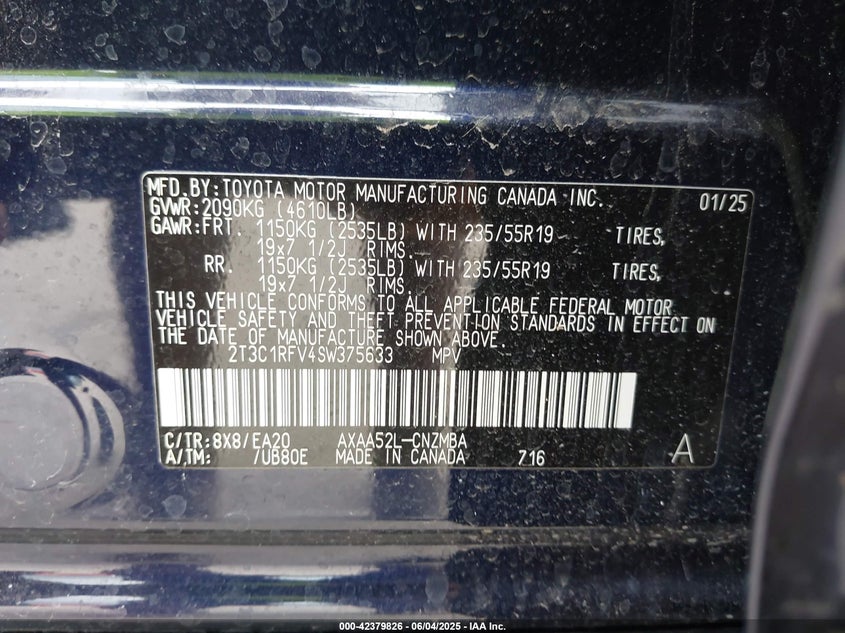 MFD.BY:TOYOTA MOTOR MANUFACTURING CANADA INC. 01/25
GVWR:2090KG (4610LB)
GAWR:FRT. 1150KG (2535LB) WITH 235/55R19 TIRES,
19x7 1/2J RIMS.
RR. 1150KG (2535LB) WITH 235/55R19 TIRES,
19x7 1/2J RIMS.
THIS VEHICLE CONFORMS TO ALL APPLICABLE FEDERAL MOTOR
VEHICLE SAFETY AND THEFT PREVENTION STANDARDS IN EFFECT ON
THE DATE OF MANUFACTURE SHOWN ABOVE.
2T3C1RFV4SW375633 MPV
C/TR:8X8/EA20 AXAA52L-CNZMBA
A/TM: 7UB80E MADE IN CANADA 716 A
000-42379826 - 06/04/2025 - IAA Inc.